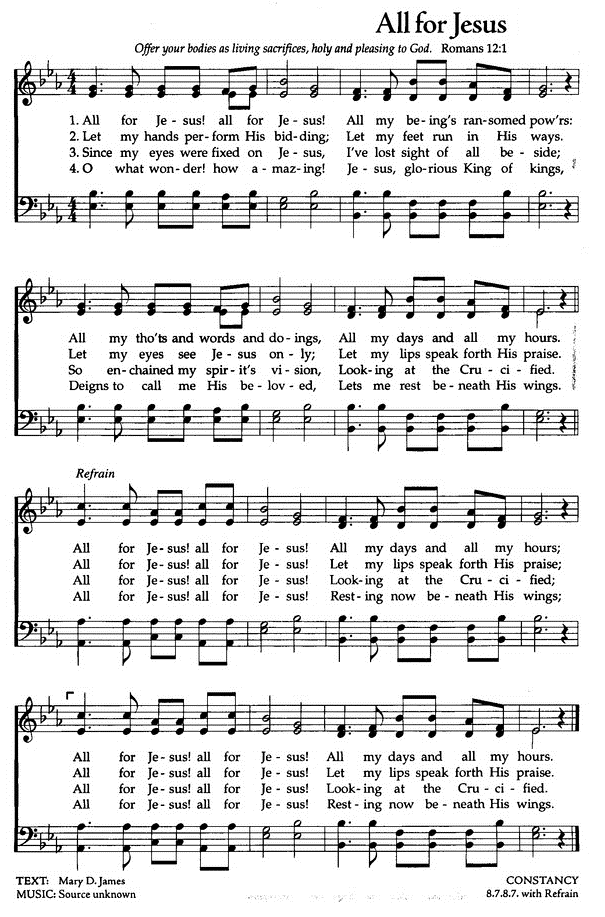 All for Jesus
Offer your bodies as living sacrifices, holy and pleasing to God. Romans 12:1
1. All for Je - sus! all for Je - sus! All my be - ing's ran-somed pow'rs:
2. Let my hands per - form His bid - ding; Let my feet run in His ways.
3. Since my eyes were fixed on Je - sus, I've lost sight of all be - side;
4. O what won - der! how a - maz - ing! Je - sus, glo - rious King of kings,
All my tho'ts and words and do - ings, All my days and all my hours.
Let my eyes see Je - sus on - ly; Let my lips speak forth His praise.
So en - chained my spir - it's vi - sion, Look - ing at the Cru - ci - fied.
Deigns to call me His be - lov - ed, Lets me rest be - neath His wings.
Refrain
All for Je - sus! all for Je - sus! All my days and all my hours;
All for Je - sus! all for Je - sus! Let my lips speak forth His praise;
All for Je - sus! all for Je - sus! Look - ing at the Cru - ci - fied;
All for Je - sus! all for Je - sus! Rest - ing now be - neath His wings;
All for Je - sus! all for Je - sus! All my days and all my hours.
All for Je - sus! all for Je - sus! Let my lips speak forth His praise.
All for Je - sus! all for Je - sus! Look - ing at the Cru - ci - fied.
All for Je - sus! all for Je - sus! Rest - ing now be - neath His wings.
TEXT: Mary D. James CONSTANCY
MUSIC: Source unknown 8.7.8.7. with Refrain